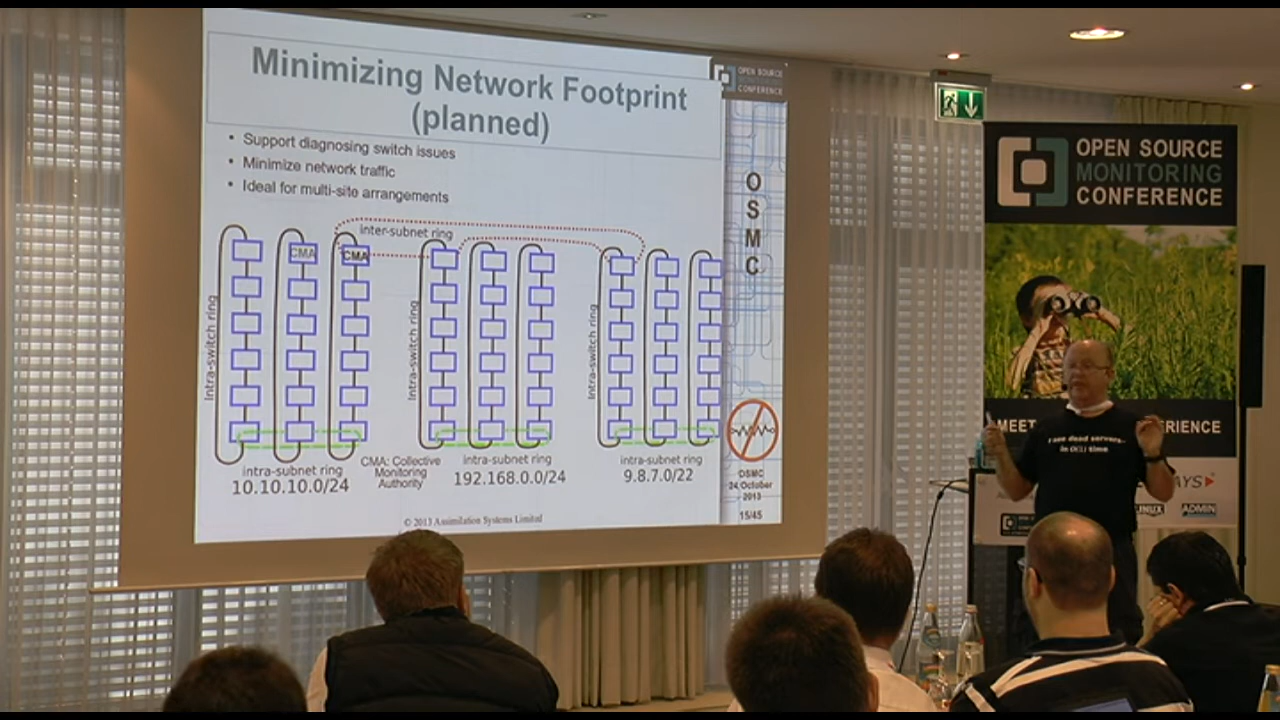 Minimizing Network Footprint
(planned)
• Support diagnosing switch issues
• Minimize network traffic
• Ideal for multi-site arrangements
inter-subnet ring
CMA
CMA
intra-switch ring
intra-switch ring
intra-switch ring
intra-subnet ring
10.10.10.0/24
CMA: Collective
Monitoring
Authority
intra-subnet ring
192.168.0.0/24
intra-subnet ring
9.8.7.0/22
© 2013 Assimilation Systems Limited
OPEN SOURCE
MONITORING
CONFERENCE
O
S
M
C
OSMC
24 October
2013
15/45
OPEN SOURCE
MONITORING
CONFERENCE
MEET
RIENCE
I see dead servers
in O(1) time
AYS
LINUX
ADMIN